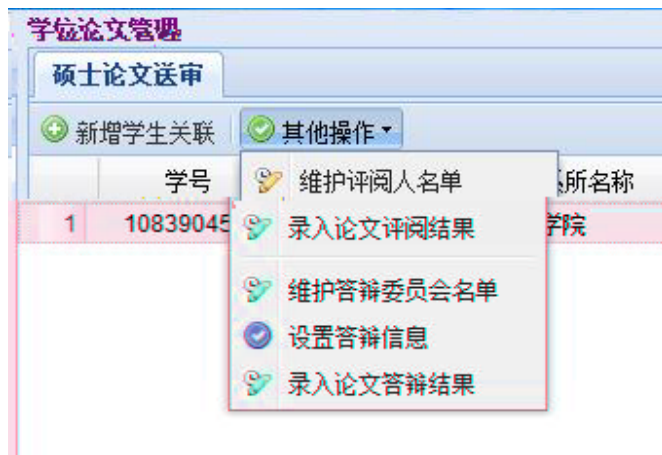 学位论文管理
硕士论文送审
新增学生关联 其他操作
学号 所名称
1 10839045 学院
维护评阅人名单
录入论文评阅结果
维护答辩委员会名单
设置答辩信息
录入论文答辩结果